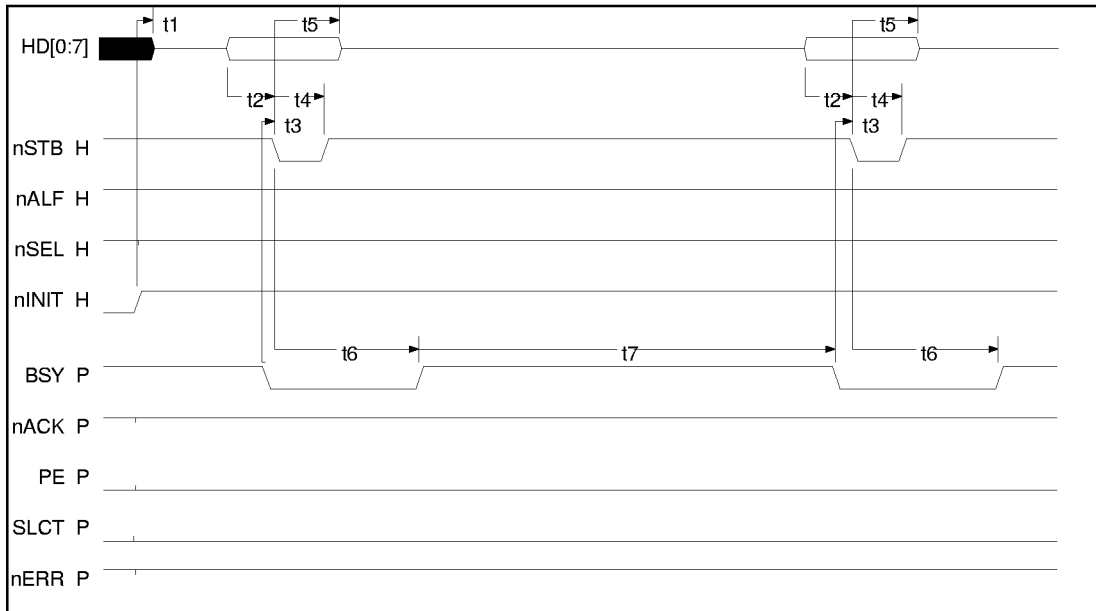 t1
t5
t5
HD[0:7]
t2
t4
t2
t4
t3
t3
nSTB H
nALF H
nSEL H
nINIT H
t6
t7
t6
BSY P
nACK P
PE P
SLCT P
nERR P